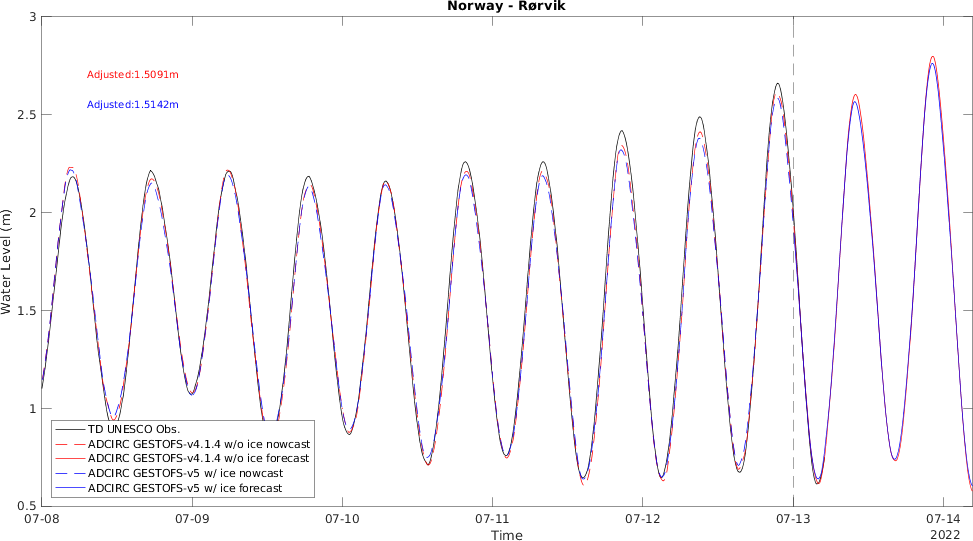 Norway - Rørvik
3
Adjusted:1.5091m
Adjusted:1.5142m
2.5
2
Water Level (m)
1.5
1
TD UNESCO Obs.
ADCIRC GESTOFS-v4.1.4 w/o ice nowcast
ADCIRC GESTOFS-v4.1.4 w/o ice forecast
ADCIRC GESTOFS-v5 w/ ice nowcast
ADCIRC GESTOFS-v5 w/ ice forecast
0.5
07-08 07-09 07-10 07-11 07-12 07-13 07-14
Time 2022